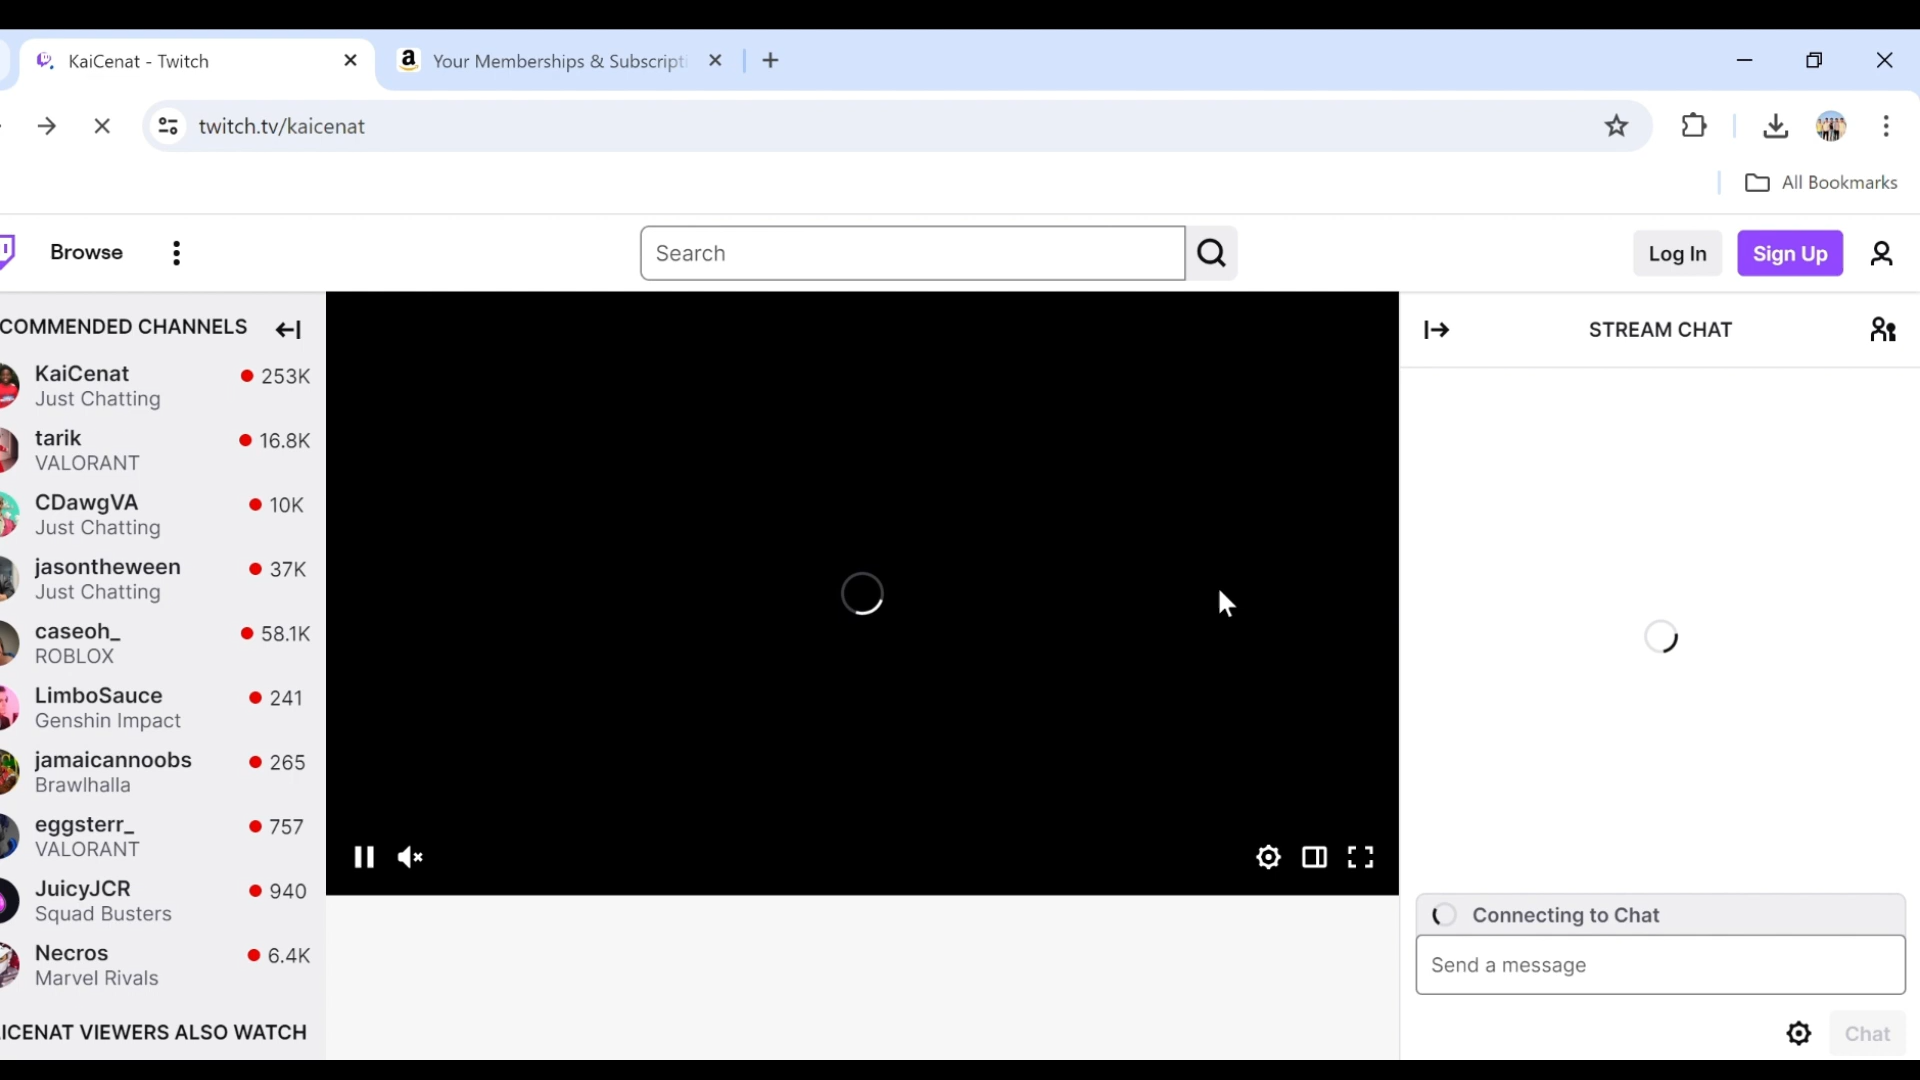 KaiCenat - Twitch
Your Memberships & Subscripti
twitch.tv/kaicenat
All Bookmarks
Browse
Search
Log In
Sign Up
COMMENDED CHANNELS
KaiCenat
253K
Just Chatting
tarik
16.8K
VALORANT
CDawgVA
10K
Just Chatting
jasontheween
37K
Just Chatting
caseoh_
58.1K
ROBLOX
LimboSauce
241
Genshin Impact
jamaicannoobs
265
Brawlhalla
eggsterr_
757
VALORANT
JuicyJCR
940
Squad Busters
Necros
6.4K
Marvel Rivals
ICENAT VIEWERS ALSO WATCH
STREAM CHAT
Connecting to Chat
Send a message
Chat